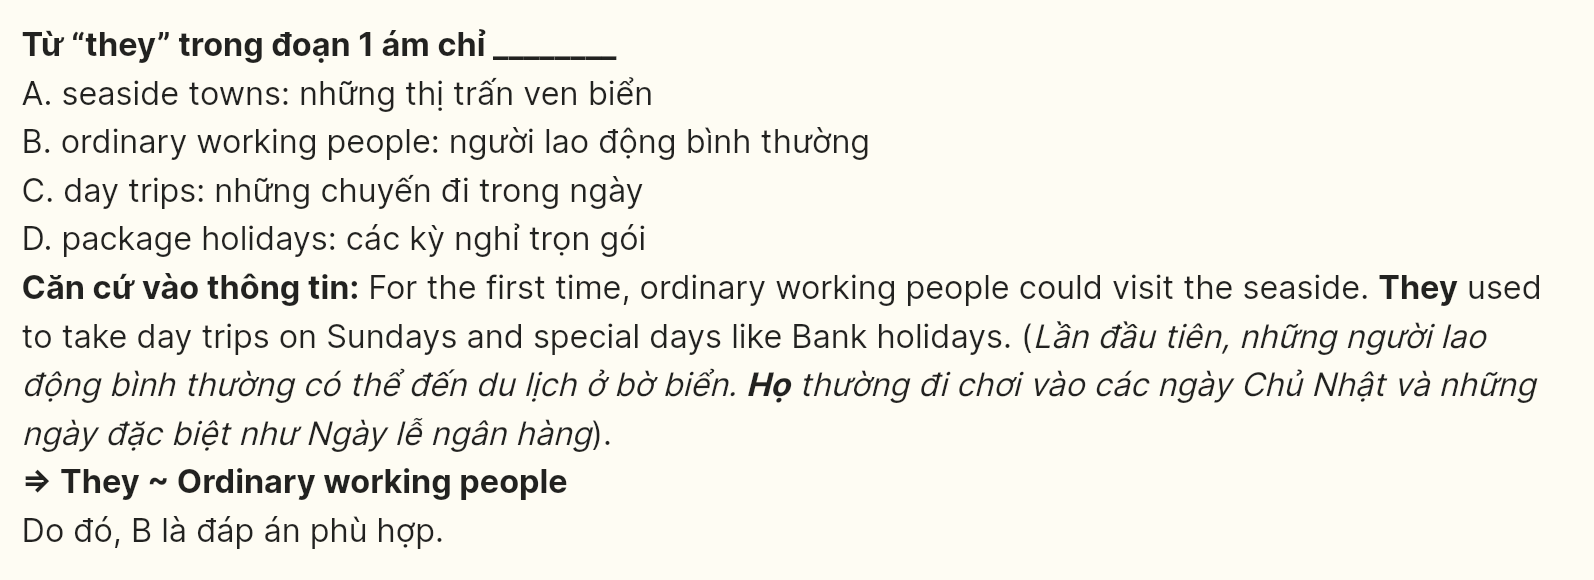 Từ “they” trong đoạn 1 ám chỉ ________
A. seaside towns: những thị trấn ven biển
B. ordinary working people: người lao động bình thường
C. day trips: những chuyến đi trong ngày
D. package holidays: các kỳ nghỉ trọn gói
Căn cứ vào thông tin: For the first time, ordinary working people could visit the seaside. They used
to take day trips on Sundays and special days like Bank holidays. (Lần đầu tiên, những người lao
động bình thường có thể đến du lịch ở bờ biển. Họ thường đi chơi vào các ngày Chủ Nhật và những
ngày đặc biệt như Ngày lễ ngân hàng).
⇒ They ~ Ordinary working people
Do đó, B là đáp án phù hợp.